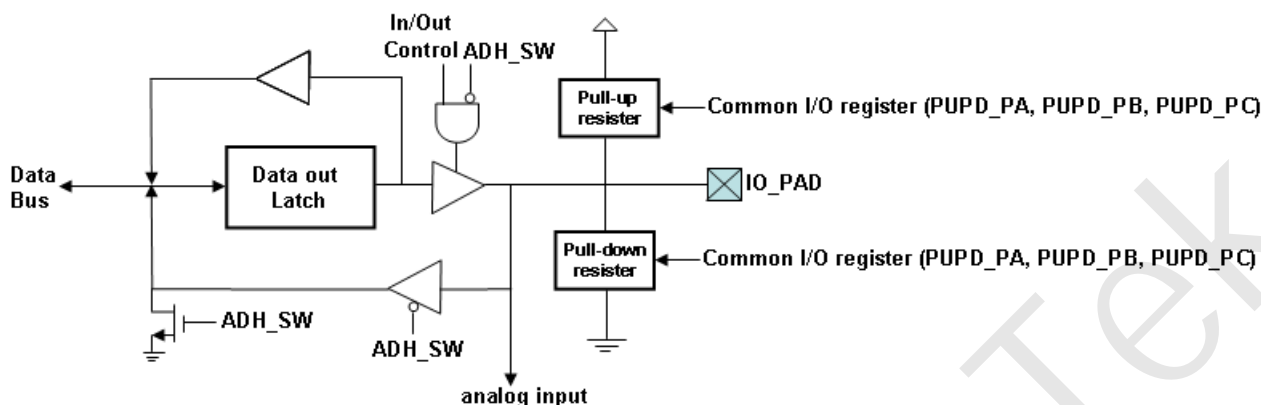 In/Out
Control ADH_SW
Pull-up
resister
Common I/O register (PUPD_PA, PUPD_PB, PUPD_PC)
Data
Bus
Data out
Latch
IO_PAD
Pull-down
resister
Common I/O register (PUPD_PA, PUPD_PB, PUPD_PC)
ADH_SW
ADH_SW
analog input
Tek